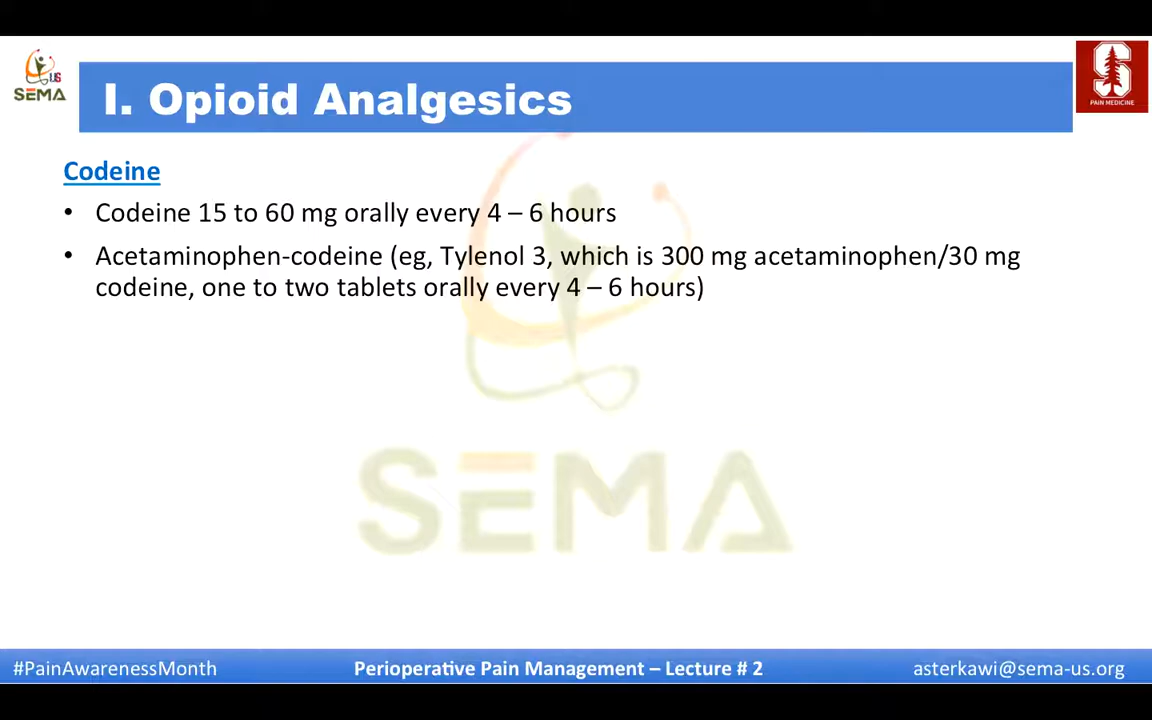 US
SEMA
I. Opioid Analgesics
S
PAIN MEDICINE
Codeine
• Codeine 15 to 60 mg orally every 4 – 6 hours
• Acetaminophen-codeine (eg, Tylenol 3, which is 300 mg acetaminophen/30 mg
codeine, one to two tablets orally every 4 – 6 hours)
SEMA
#PainAwarenessMonth
Perioperative Pain Management – Lecture # 2
asterkawi@sema-us.org